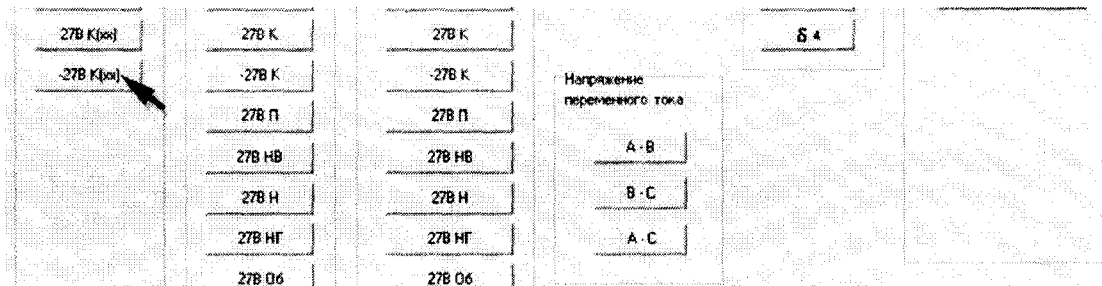 27В К(хх)
-27В К(хх)
27В К
-27В К
27В П
27В НВ
27В Н
27В НГ
27В Об
27В К
-27В К
27В П
27В НВ
27В Н
27В НГ
27В Об
Напряжение
переменного тока
А - В
В - С
А - С
δ 4